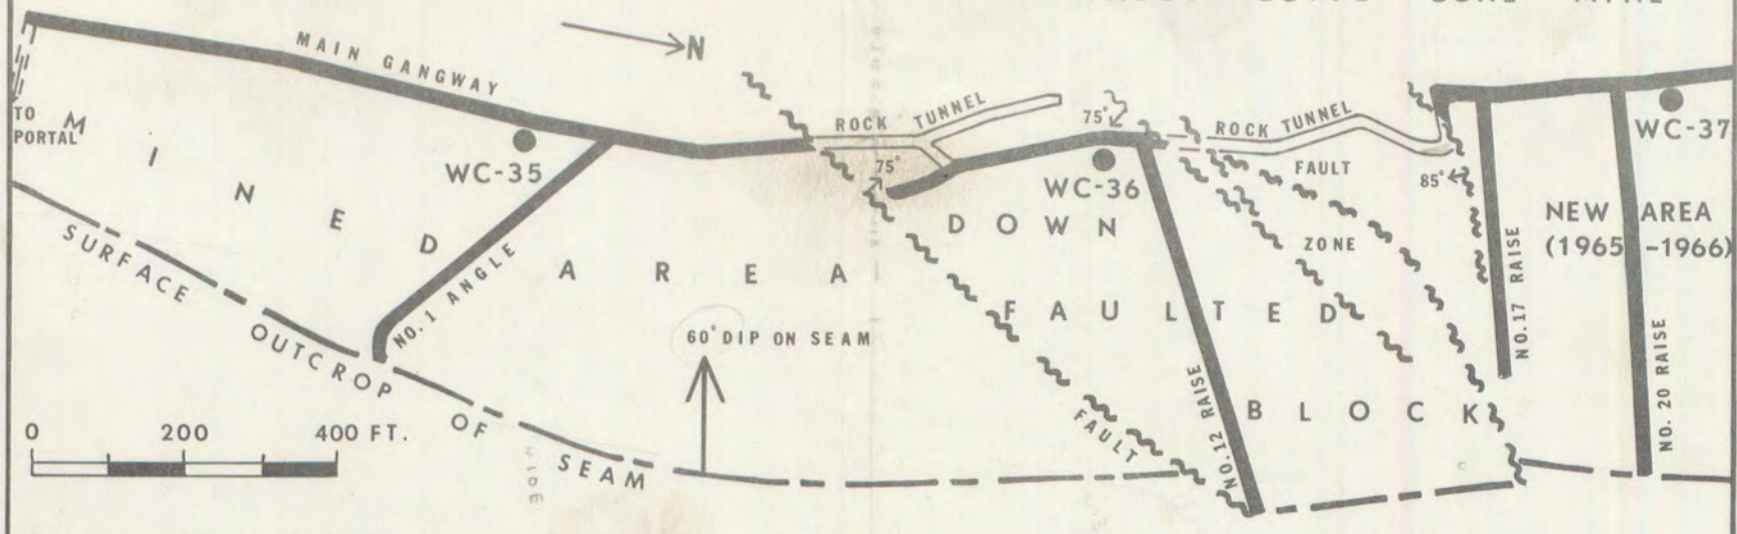 MAIN GANGWAY
N
TO PORTAL
MINED AREA
WC-35
ROCK TUNNEL
75°
75°
WC-36
ROCK TUNNEL
FAULT ZONE
85°
WC-37
NEW AREA
(1965-1966)
DOWN
FAULTED
BLOCK
NO. 1 ANGLE
SURFACE OUTCROP OF SEAM
60° DIP ON SEAM
FAULT
NO. 12 RAISE
NO. 17 RAISE
NO. 20 RAISE
0 200 400 FT.